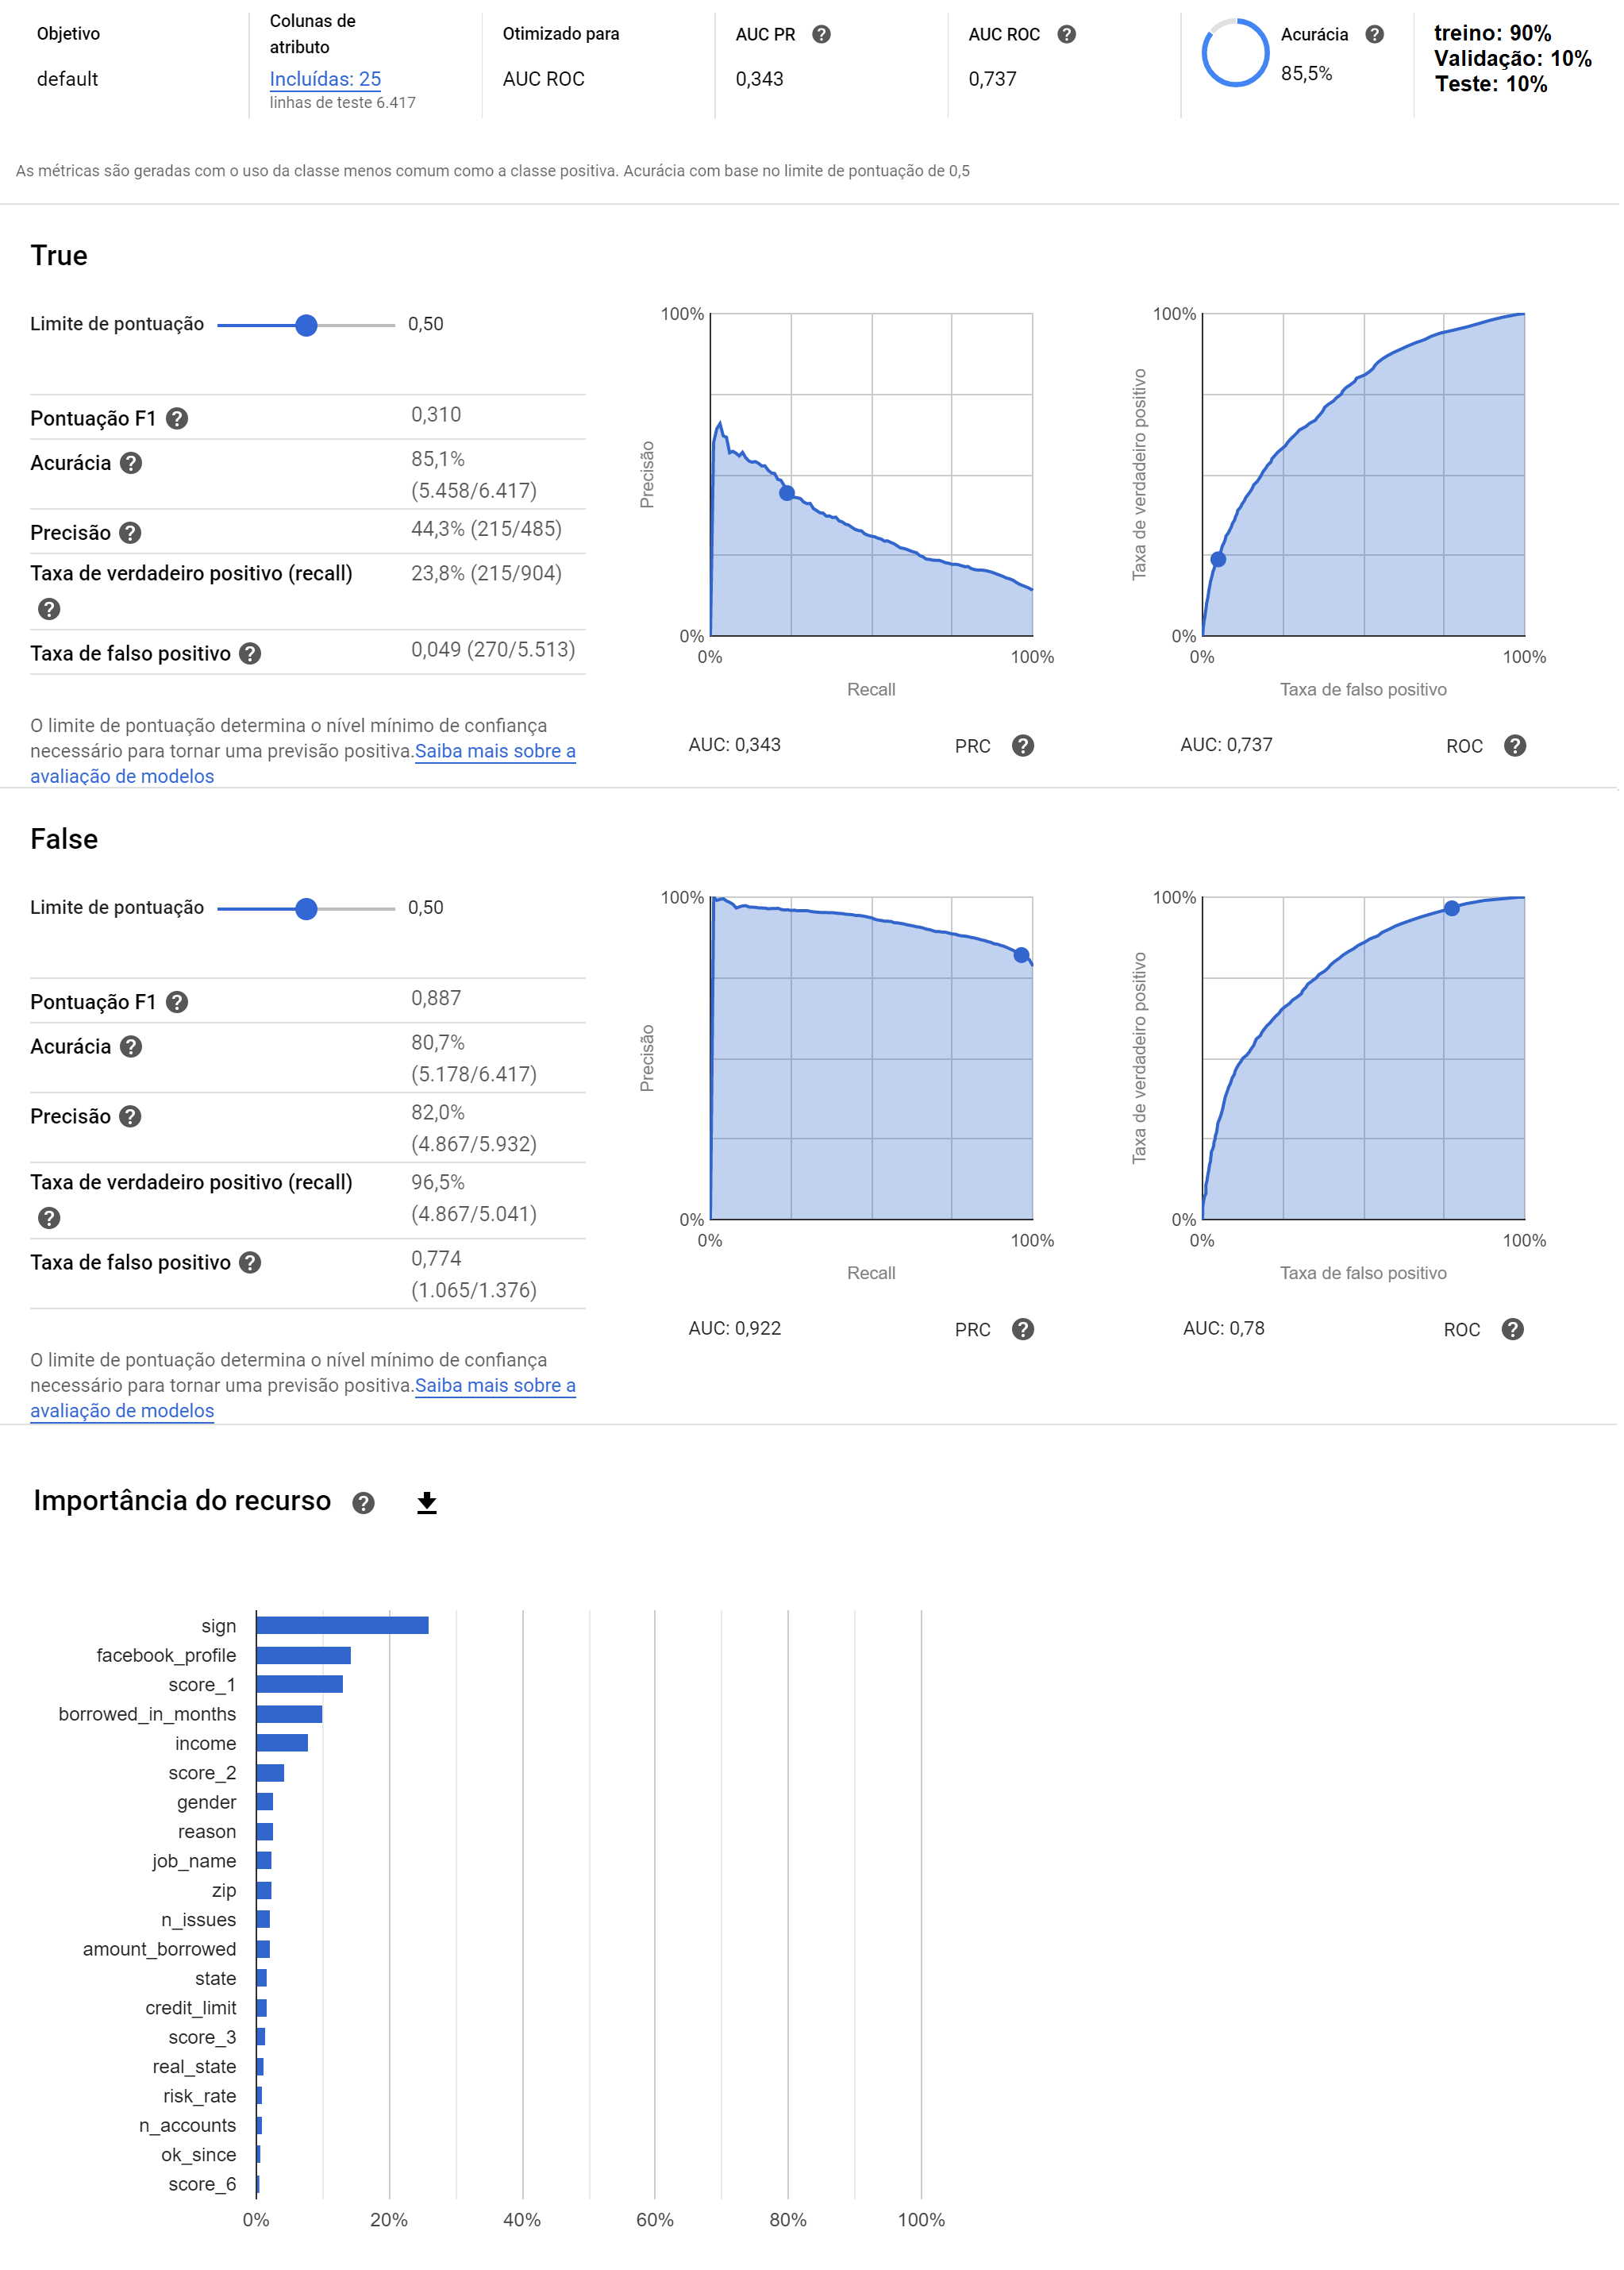 Objetivo
default
Colunas de
atributo
Incluídas: 25
linhas de teste 6.417
Otimizado para
AUC ROC
AUC PR
0,343
AUC ROC
0,737
Acurácia
85,5%
treino: 90%
Validação: 10%
Teste: 10%
As métricas são geradas com o uso da classe menos comum como a classe positiva. Acurácia com base no limite de pontuação de 0,5
True
Limite de pontuação 0,50
Pontuação F1 0,310
Acurácia 85,1%
(5.458/6.417)
Precisão 44,3% (215/485)
Taxa de verdadeiro positivo (recall) 23,8% (215/904)
Taxa de falso positivo 0,049 (270/5.513)
O limite de pontuação determina o nível mínimo de confiança
necessário para tornar uma previsão positiva.Saiba mais sobre a
avaliação de modelos
100%
Precisão
0%
0% 100%
Recall
AUC: 0,343 PRC
100%
Taxa de verdadeiro positivo
0%
0% 100%
Taxa de falso positivo
AUC: 0,737 ROC
False
Limite de pontuação 0,50
Pontuação F1 0,887
Acurácia 80,7%
(5.178/6.417)
Precisão 82,0%
(4.867/5.932)
Taxa de verdadeiro positivo (recall) 96,5%
(4.867/5.041)
Taxa de falso positivo 0,774
(1.065/1.376)
O limite de pontuação determina o nível mínimo de confiança
necessário para tornar uma previsão positiva.Saiba mais sobre a
avaliação de modelos
100%
Precisão
0%
0% 100%
Recall
AUC: 0,922 PRC
100%
Taxa de verdadeiro positivo
0%
0% 100%
Taxa de falso positivo
AUC: 0,78 ROC
Importância do recurso
sign
facebook_profile
score_1
borrowed_in_months
income
score_2
gender
reason
job_name
zip
n_issues
amount_borrowed
state
credit_limit
score_3
real_state
risk_rate
n_accounts
ok_since
score_6
0% 20% 40% 60% 80% 100%